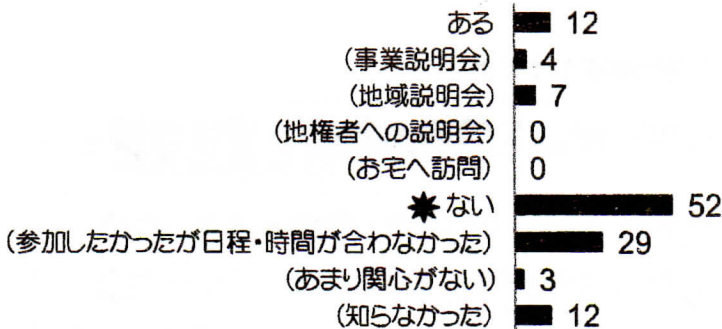 ある 12
(事業説明会) 4
(地域説明会) 7
(地権者への説明会) 0
(お宅へ訪問) 0
✷ ない 52
(参加したかったが日程・時間が合わなかった) 29
(あまり関心がない) 3
(知らなかった) 12